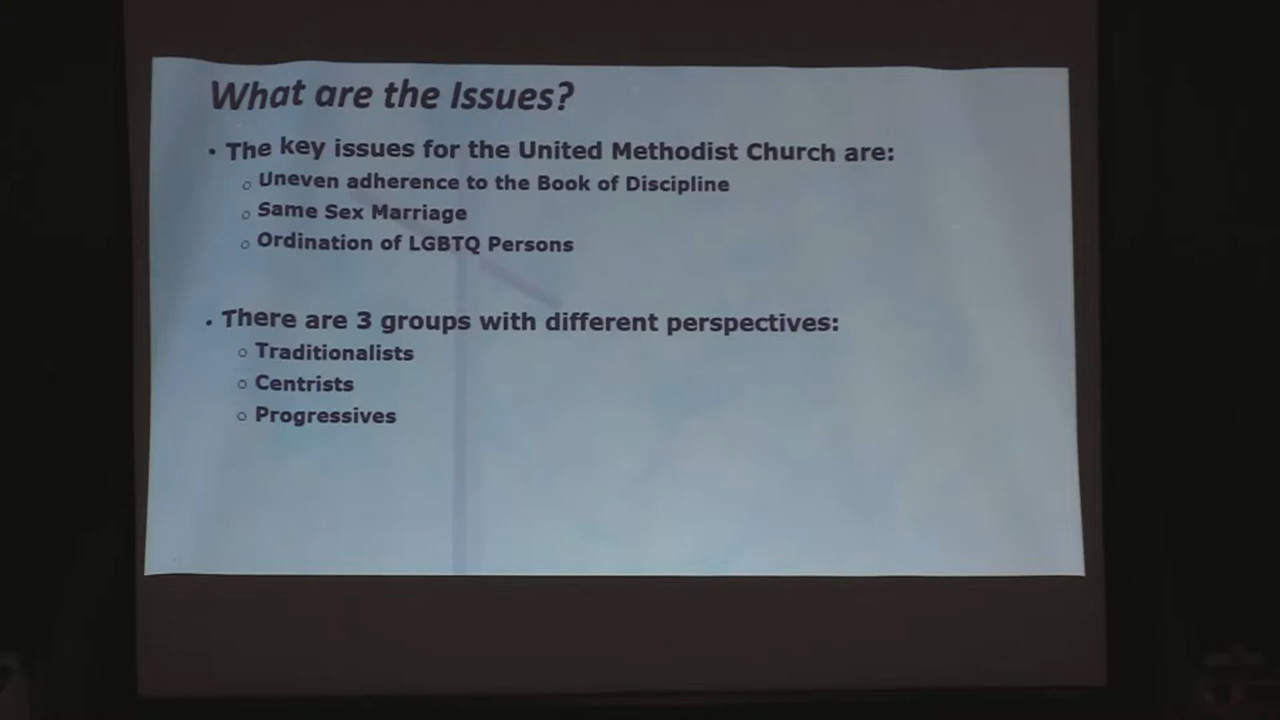 What are the Issues?
• The key issues for the United Methodist Church are:
○ Uneven adherence to the Book of Discipline
○ Same Sex Marriage
○ Ordination of LGBTQ Persons
• There are 3 groups with different perspectives:
○ Traditionalists
○ Centrists
○ Progressives